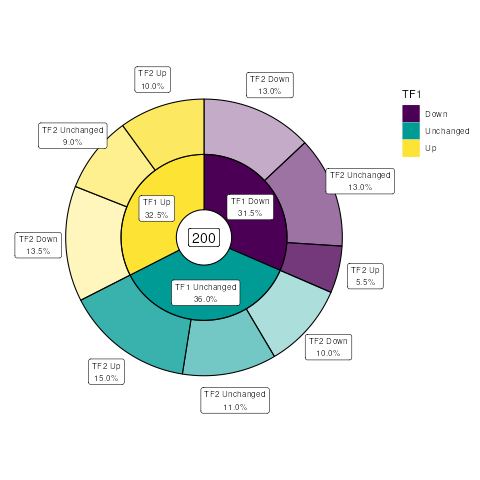 TF2 Up
10.0%
TF2 Down
13.0%
TF1
Down
Unchanged
Up
TF2 Unchanged
9.0%
TF2 Unchanged
13.0%
TF1 Up
32.5%
TF1 Down
31.5%
200
TF2 Down
13.5%
TF2 Up
5.5%
TF1 Unchanged
36.0%
TF2 Down
10.0%
TF2 Up
15.0%
TF2 Unchanged
11.0%